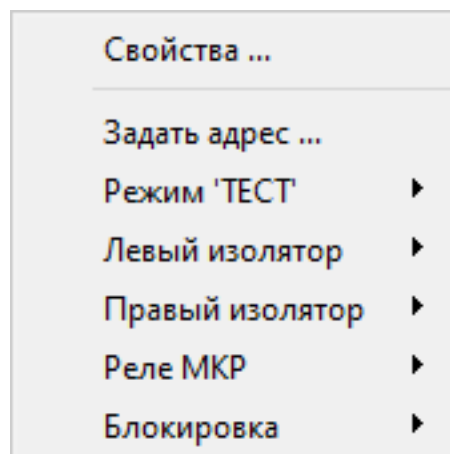 Свойства ...
Задать адрес ...
Режим 'ТЕСТ'
Левый изолятор
Правый изолятор
Реле МКР
Блокировка